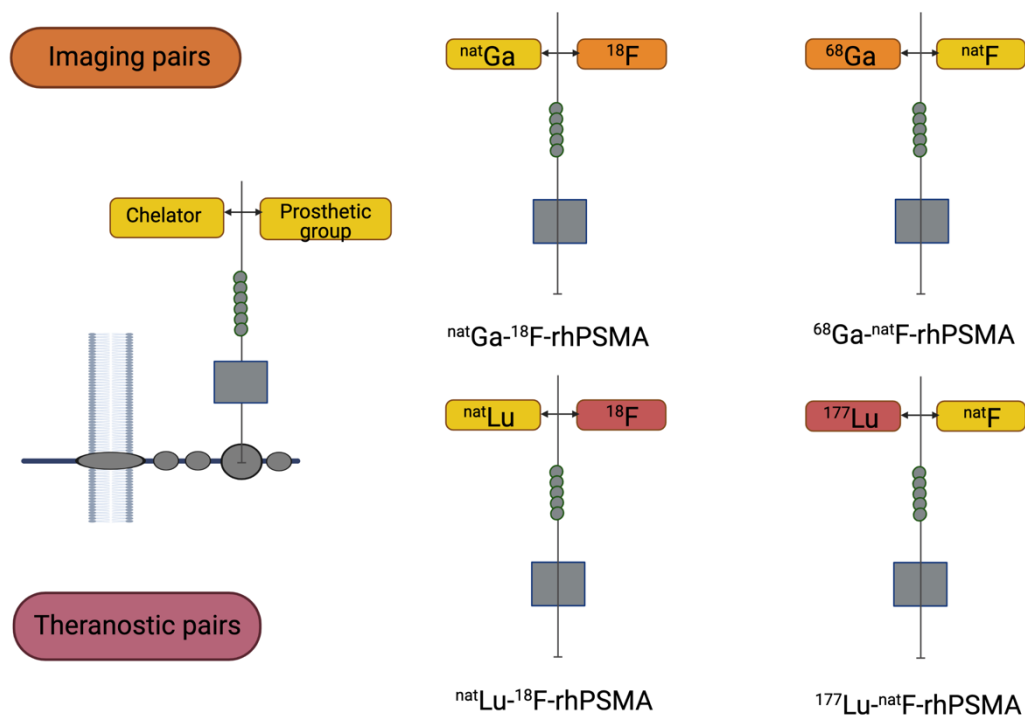 Imaging pairs
ⁿᵃᵗGa
¹⁸F
⁶⁸Ga
ⁿᵃᵗF
Chelator
Prosthetic
group
ⁿᵃᵗGa-¹⁸F-rhPSMA
⁶⁸Ga-ⁿᵃᵗF-rhPSMA
ⁿᵃᵗLu
¹⁸F
¹⁷⁷Lu
ⁿᵃᵗF
Theranostic pairs
ⁿᵃᵗLu-¹⁸F-rhPSMA
¹⁷⁷Lu-ⁿᵃᵗF-rhPSMA